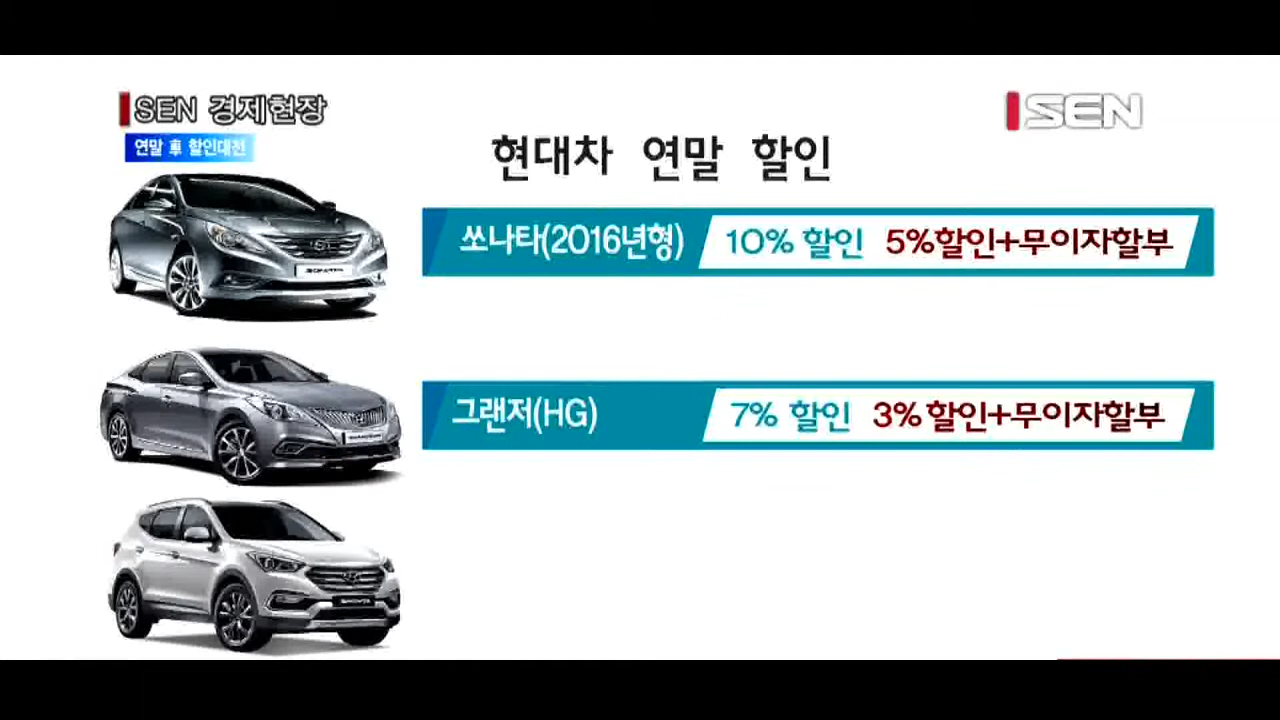 SEN 경제현장
SEN
연말 車 할인대전
현대차 연말 할인
쏘나타(2016년형) 10% 할인 5%할인+무이자할부
그랜저(HG) 7% 할인 3%할인+무이자할부
SONATA